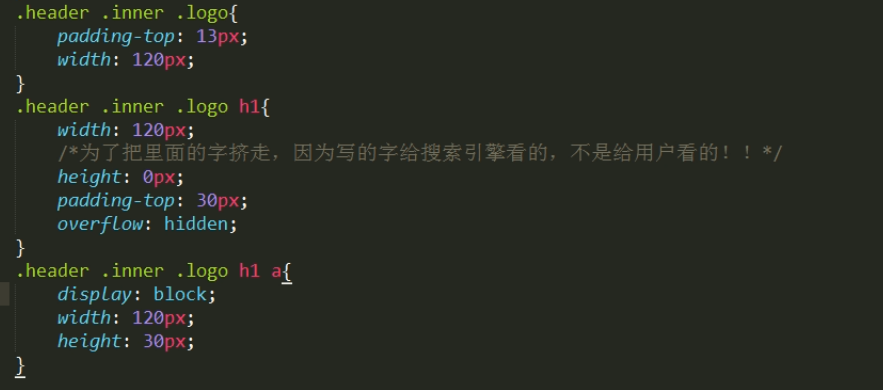 .header .inner .logo{
    padding-top: 13px;
    width: 120px;
}
.header .inner .logo h1{
    width: 120px;
    /*为了把里面的字挤走，因为写的字给搜索引擎看的，不是给用户看的！！*/
    height: 0px;
    padding-top: 30px;
    overflow: hidden;
}
.header .inner .logo h1 a{
    display: block;
    width: 120px;
    height: 30px;
}